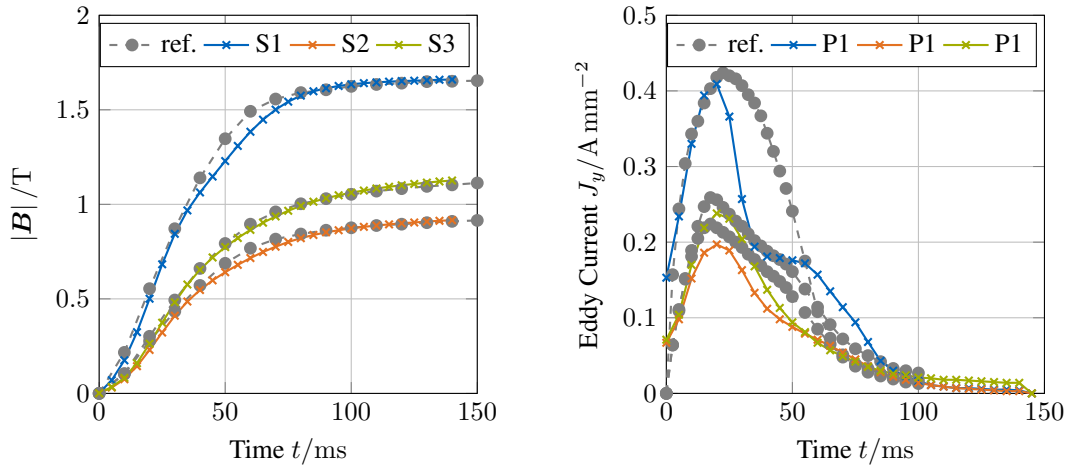 ref. S1 S2 S3
2
1.5
1
0.5
0
0 50 100 150
|B|/T
Time t/ms
ref. P1 P1 P1
0.5
0.4
0.3
0.2
0.1
0
0 50 100 150
Eddy Current J_y/A mm⁻²
Time t/ms